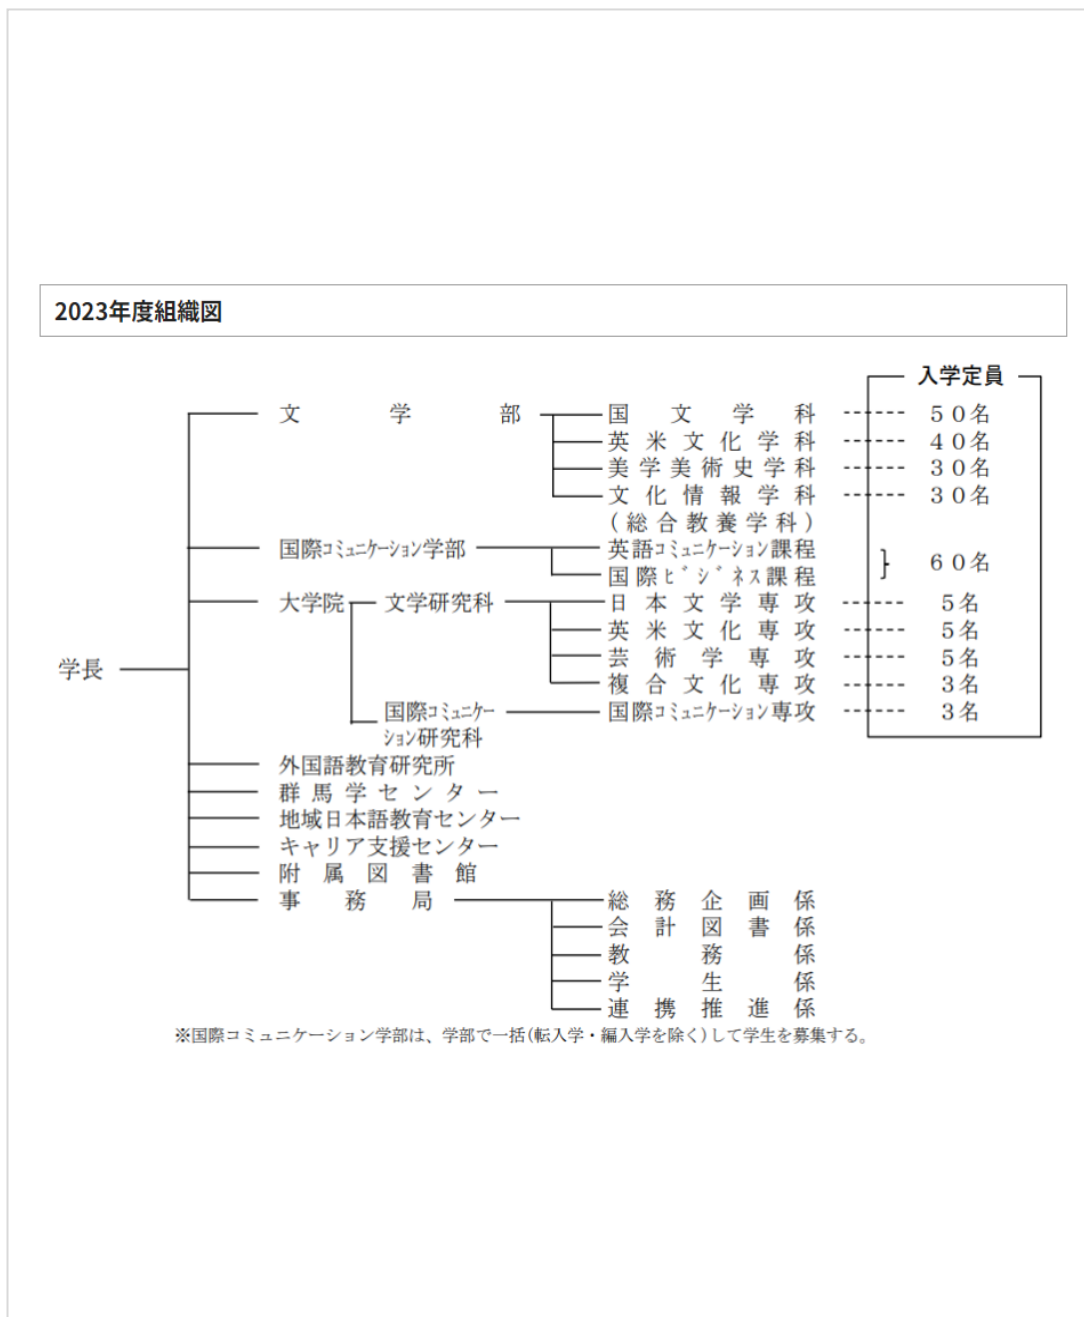 2023年度組織図
入学定員
文学部 国文学科 50名
英米文化学科 40名
美学美術史学科 30名
文化情報学科 30名
(総合教養学科)
国際コミュニケーション学部 英語コミュニケーション課程
国際ビジネス課程 } 60名
大学院 文学研究科 日本文学専攻 5名
英米文化専攻 5名
芸術学専攻 5名
学長
複合文化専攻 3名
国際コミュニケー 国際コミュニケーション専攻 3名
ション研究科
外国語教育研究所
群馬学センター
地域日本語教育センター
キャリア支援センター
附属図書館
事務局 総務企画係
会計図書係
教務係
学生係
連携推進係
※国際コミュニケーション学部は、学部で一括(転入学・編入学を除く)して学生を募集する。